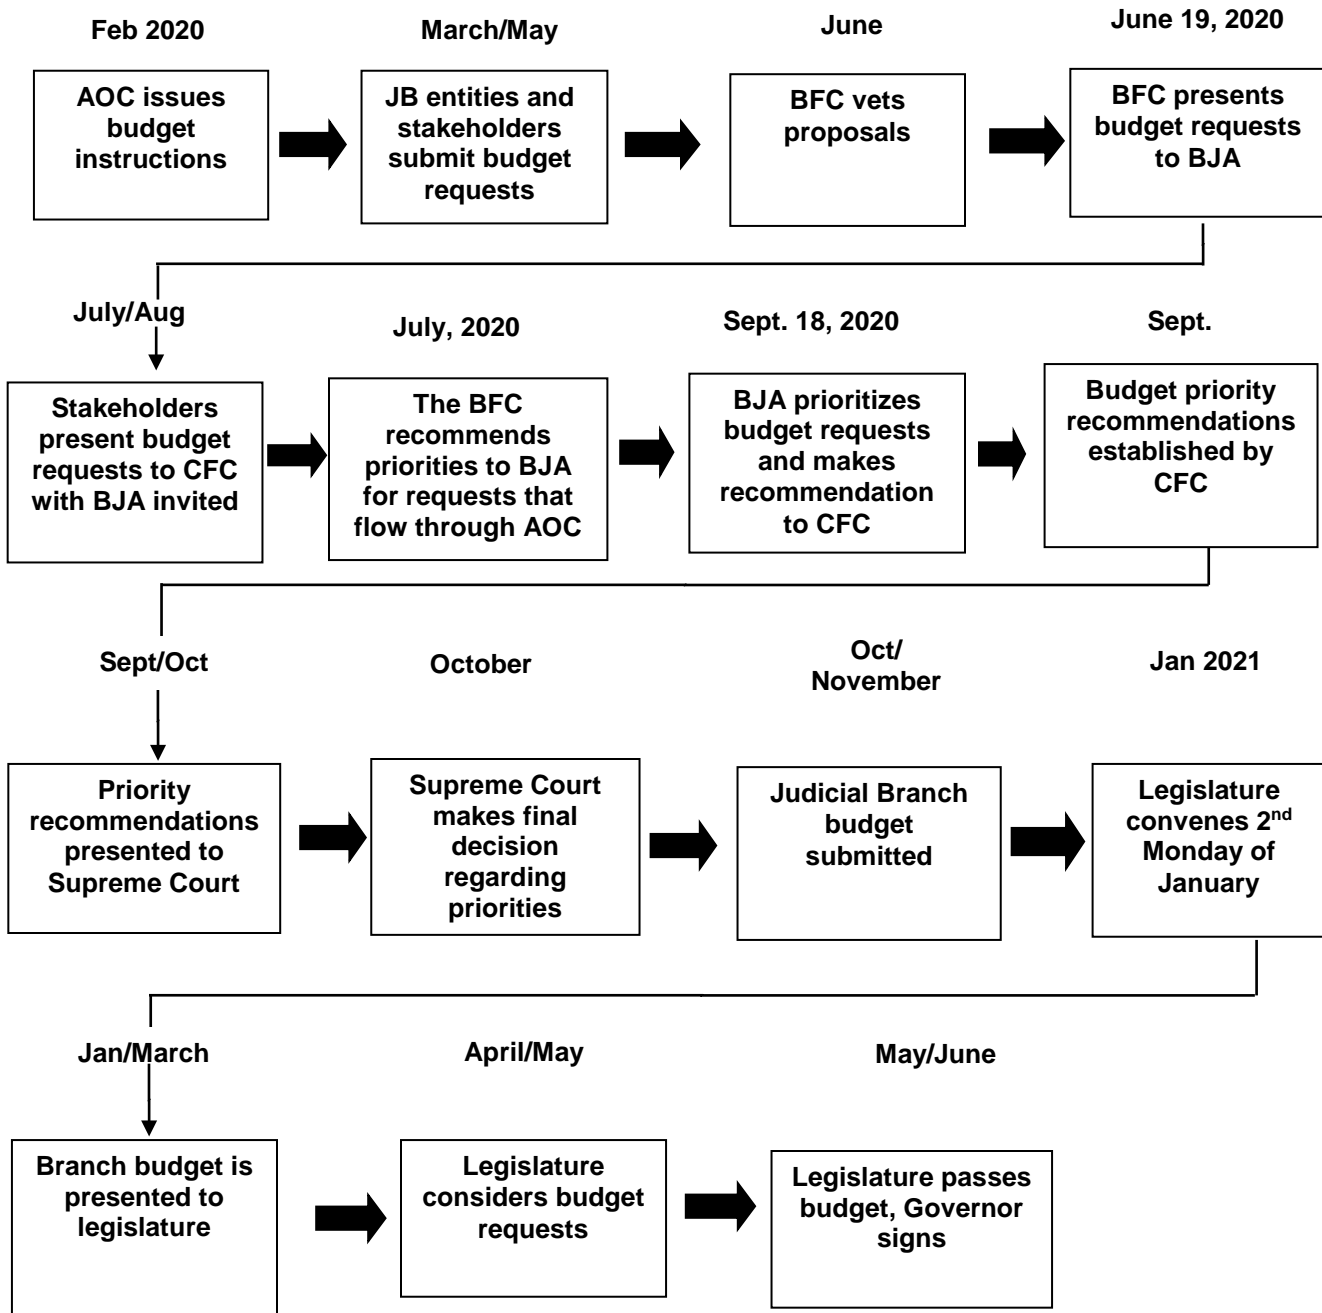 Feb 2020
March/May
June
June 19, 2020
AOC issues
budget
instructions
JB entities and
stakeholders
submit budget
requests
BFC vets
proposals
BFC presents
budget requests
to BJA
July/Aug
July, 2020
Sept. 18, 2020
Sept.
Stakeholders
present budget
requests to CFC
with BJA invited
The BFC
recommends
priorities to BJA
for requests that
flow through AOC
BJA prioritizes
budget requests
and makes
recommendation
to CFC
Budget priority
recommendations
established by
CFC
Sept/Oct
October
Oct/
November
Jan 2021
Priority
recommendations
presented to
Supreme Court
Supreme Court
makes final
decision
regarding
priorities
Judicial Branch
budget
submitted
Legislature
convenes 2nd
Monday of
January
Jan/March
April/May
May/June
Branch budget is
presented to
legislature
Legislature
considers budget
requests
Legislature passes
budget, Governor
signs